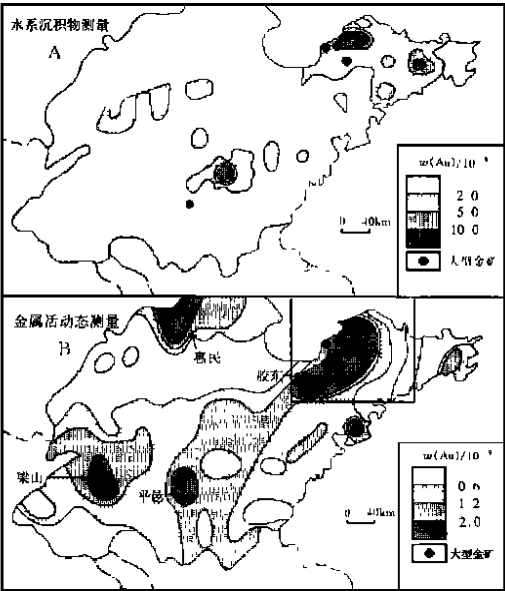 水系沉积物测量
A
w(Au)/10
2 0
5 0
10 0
0 40km
大型金矿
金属活动态测量
B
惠民
胶东
梁山
平邑
w(Au)/10
0 6
1 2
2.0
0 40km
大型金矿